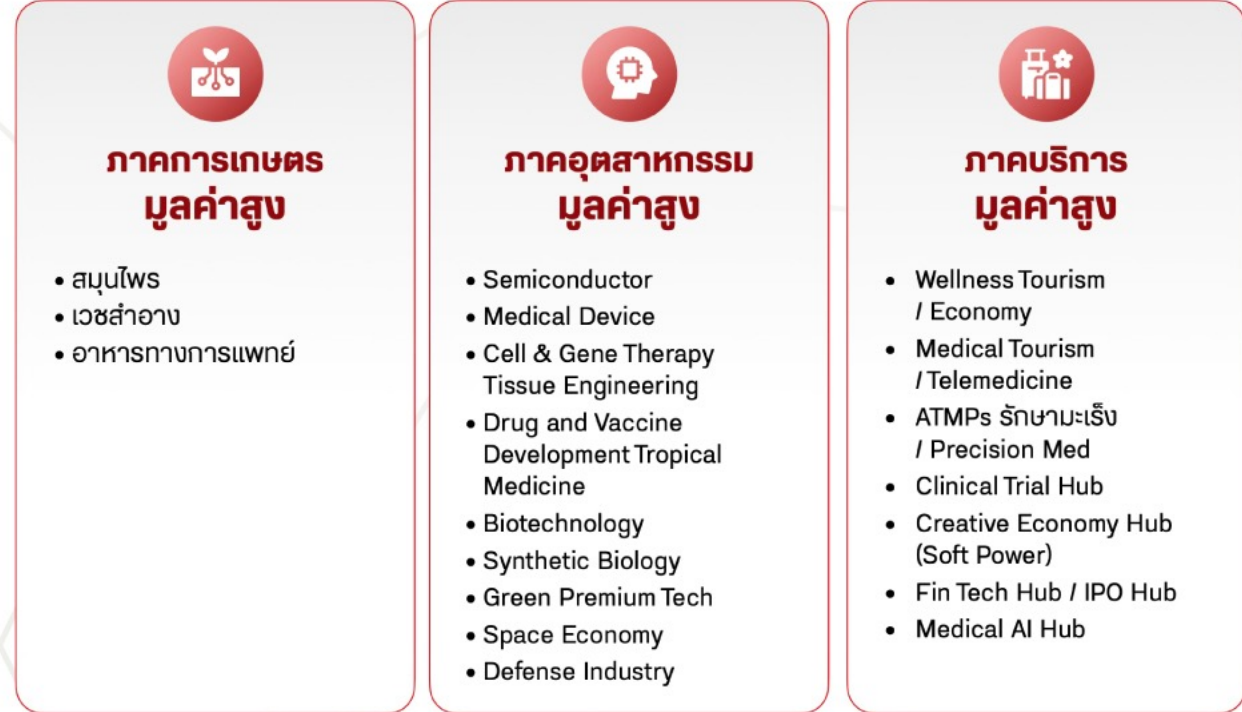 ภาคการเกษตร
มูลค่าสูง
• สมุนไพร
• เวชสำอาง
• อาหารทางการแพทย์
ภาคอุตสาหกรรม
มูลค่าสูง
• Semiconductor
• Medical Device
• Cell & Gene Therapy
Tissue Engineering
• Drug and Vaccine
Development Tropical
Medicine
• Biotechnology
• Synthetic Biology
• Green Premium Tech
• Space Economy
• Defense Industry
ภาคบริการ
มูลค่าสูง
• Wellness Tourism
/ Economy
• Medical Tourism
/ Telemedicine
• ATMPs รักษามะเร็ง
/ Precision Med
• Clinical Trial Hub
• Creative Economy Hub
(Soft Power)
• Fin Tech Hub / IPO Hub
• Medical AI Hub